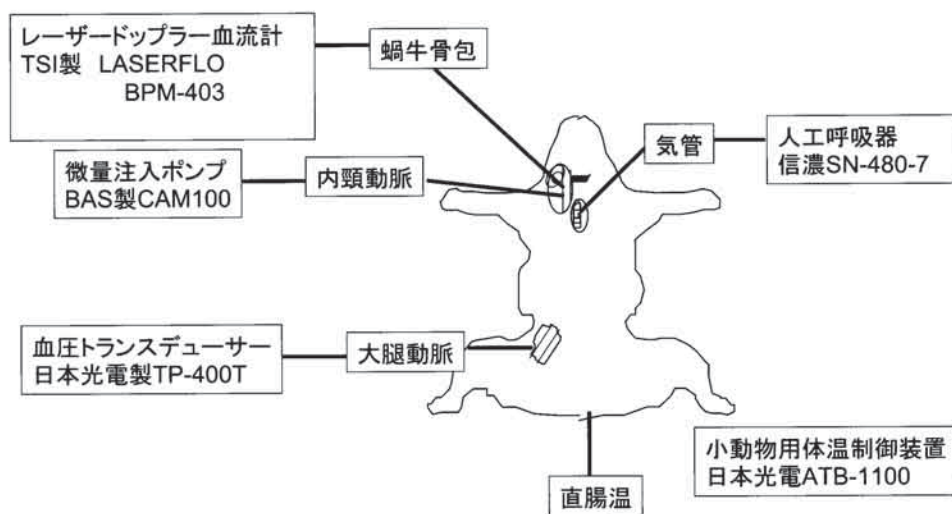 レーザードップラー血流計
TSI製 LASERFLO
BPM-403
蝸牛骨包
気管
人工呼吸器
信濃SN-480-7
微量注入ポンプ
BAS製CAM100
内頸動脈
血圧トランスデューサー
日本光電製TP-400T
大腿動脈
小動物用体温制御装置
日本光電ATB-1100
直腸温